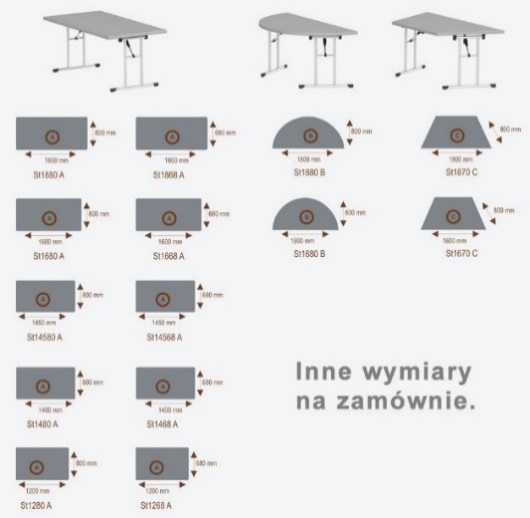 A
800 mm
1800 mm
St1880 A
A
680 mm
1800 mm
St1868 A
B
800 mm
1800 mm
St1880 B
C
800 mm
1800 mm
St1870 C
A
800 mm
1600 mm
St1680 A
A
680 mm
1600 mm
St1668 A
B
800 mm
1600 mm
St1680 B
C
800 mm
1600 mm
St1670 C
A
800 mm
1450 mm
St14580 A
A
680 mm
1450 mm
St14568 A
A
800 mm
1400 mm
St1480 A
A
680 mm
1400 mm
St1468 A
Inne wymiary
na zamównie.
A
800 mm
1200 mm
St1280 A
A
680 mm
1200 mm
St1268 A